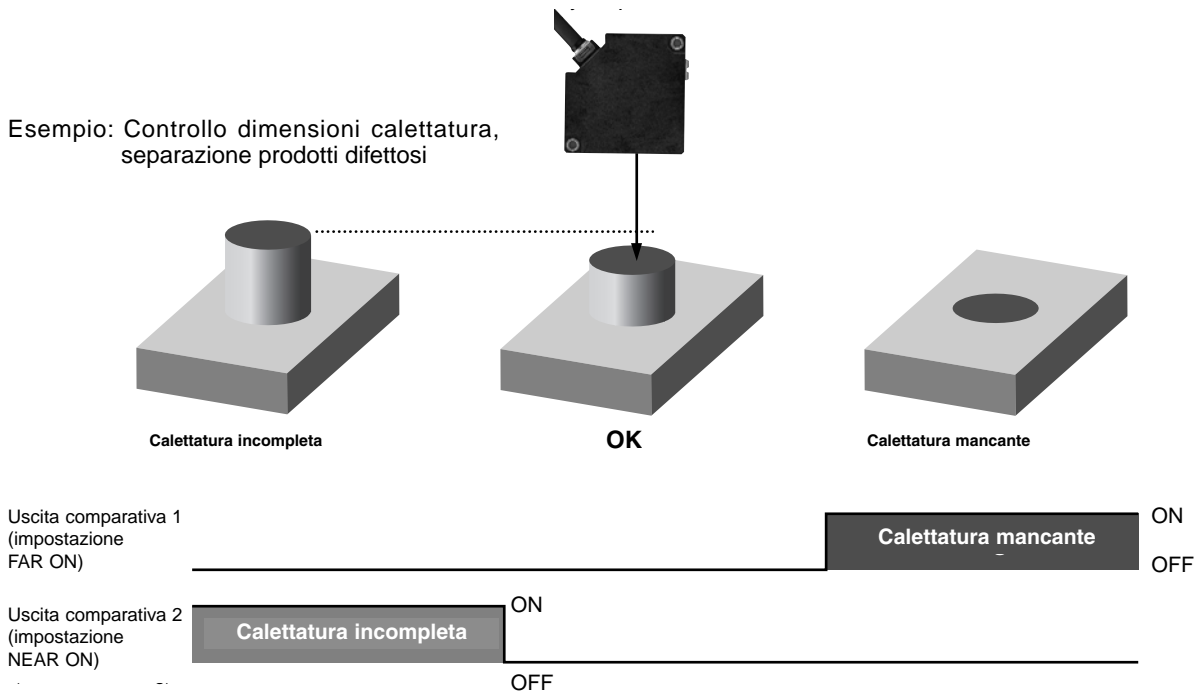 Esempio: Controllo dimensioni calettatura,
separazione prodotti difettosi
Calettatura incompleta
OK
Calettatura mancante
Uscita comparativa 1
(impostazione
FAR ON)
Calettatura mancante
ON
OFF
Uscita comparativa 2
(impostazione
NEAR ON)
Calettatura incompleta
ON
OFF